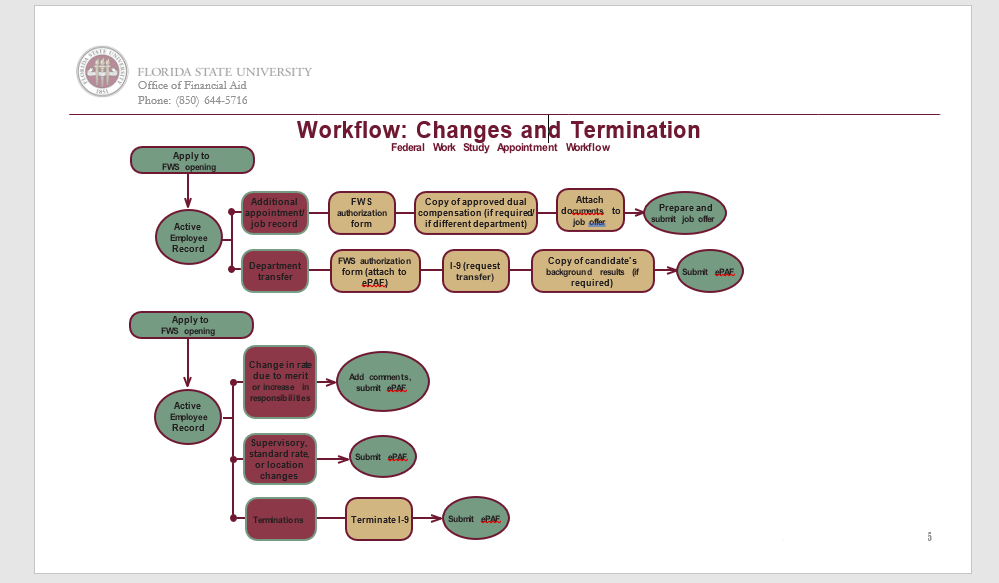 FLORIDA STATE UNIVERSITY
Office of Financial Aid
Phone: (850) 644-5716
Workflow: Changes and Termination
Federal Work Study Appointment Workflow
Apply to
FWS opening
Active
Employee
Record
Additional
appointment/
job record
FWS
authorization
form
Copy of approved dual
compensation (if required/
if different department)
Attach
documents to
job offer
Prepare and
submit job offer
Department
transfer
FWS authorization
form (attach to
ePAF)
I-9 (request
transfer)
Copy of candidate's
background results (if
required)
Submit ePAF
Apply to
FWS opening
Active
Employee
Record
Change in rate
due to merit
or increase in
responsibilities
Add comments,
submit ePAF
Supervisory,
standard rate,
or location
changes
Submit ePAF
Terminations
Terminate I-9
Submit ePAF
5